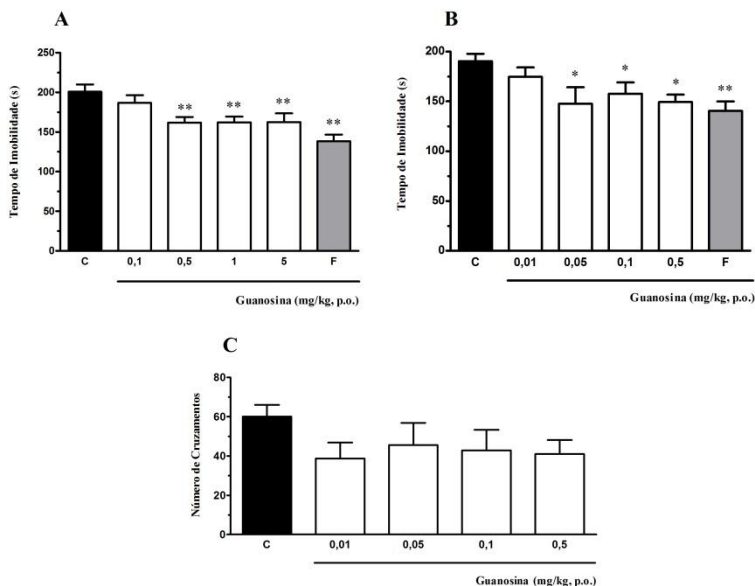 A
Tempo de Imobilidade (s)
250
200
150
100
50
0
**
**
**
**
C
0,1
0,5
1
5
F
Guanosina (mg/kg, p.o.)
B
Tempo de Imobilidade (s)
200
150
100
50
0
*
*
*
**
C
0,01
0,05
0,1
0,5
F
Guanosina (mg/kg, p.o.)
C
Número de Cruzamentos
80
60
40
20
0
C
0,01
0,05
0,1
0,5
Guanosina (mg/kg, p.o.)